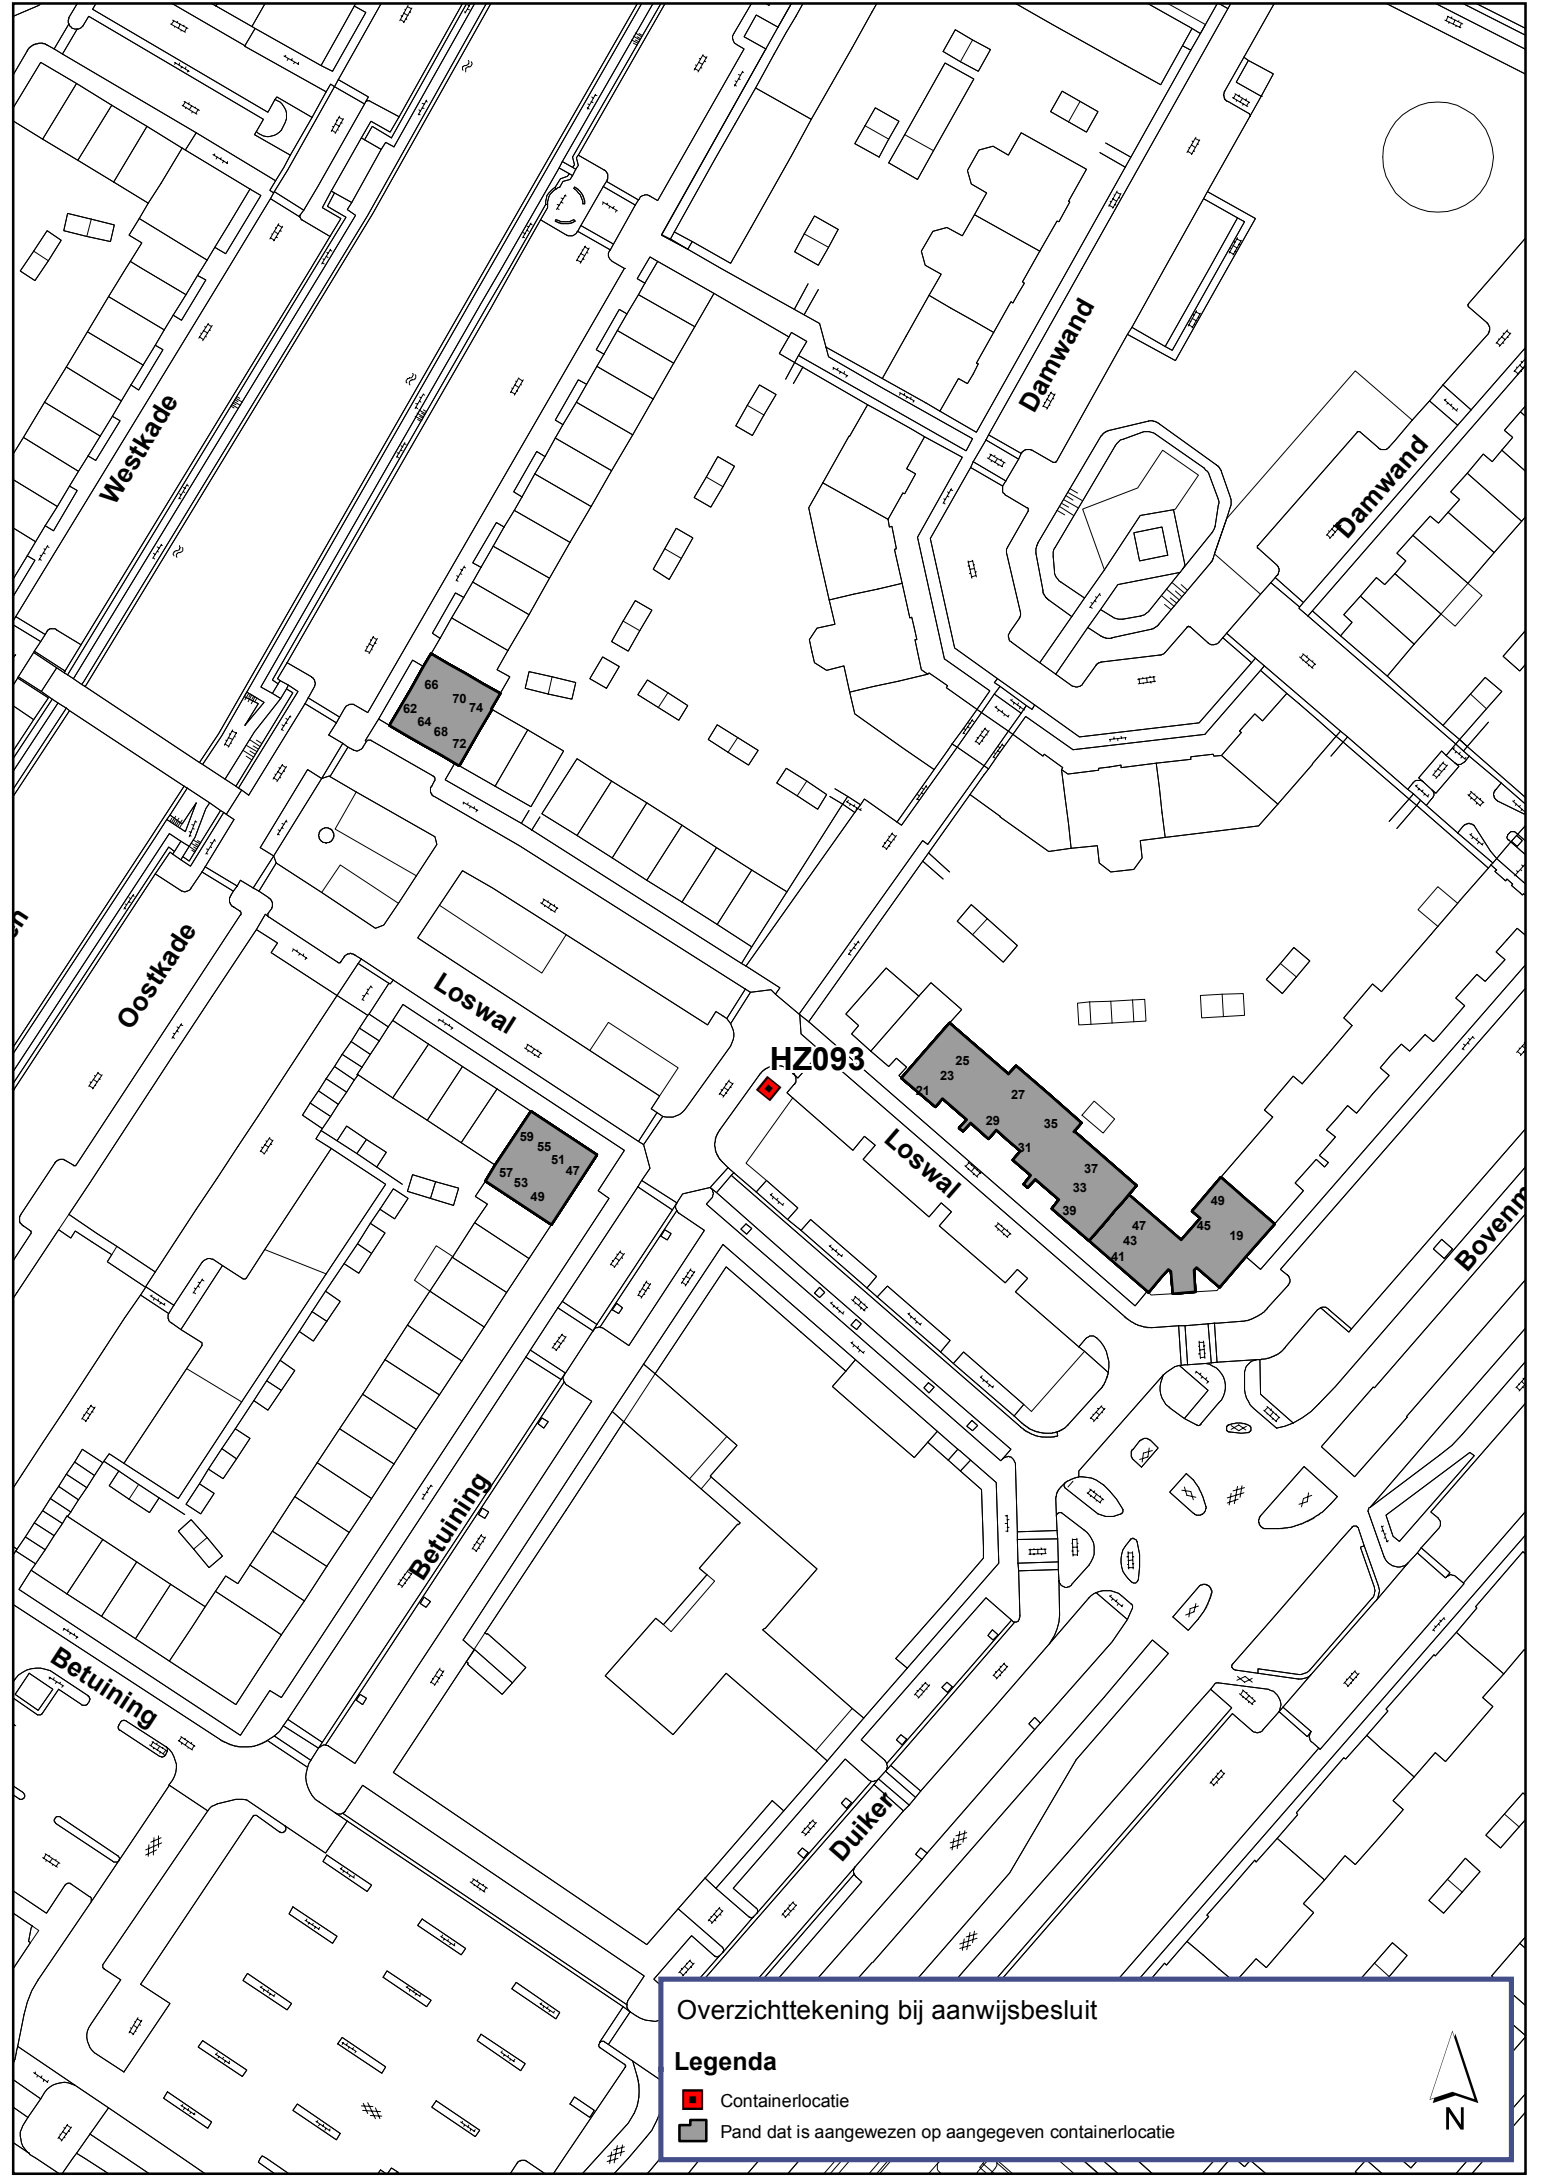 Damwand
Westkade
Damwand
66
70
74
62
64
68
72
Oostkade
Loswal
HZ093
25
23
21
27
29
35
31
37
33
39
Loswal
59
55
51
47
57
53
49
49
47
45
19
43
41
Bovenm
Betuining
Betuining
Duiker
Overzichttekening bij aanwijsbesluit
Legenda
Containerlocatie
Pand dat is aangewezen op aangegeven containerlocatie
N